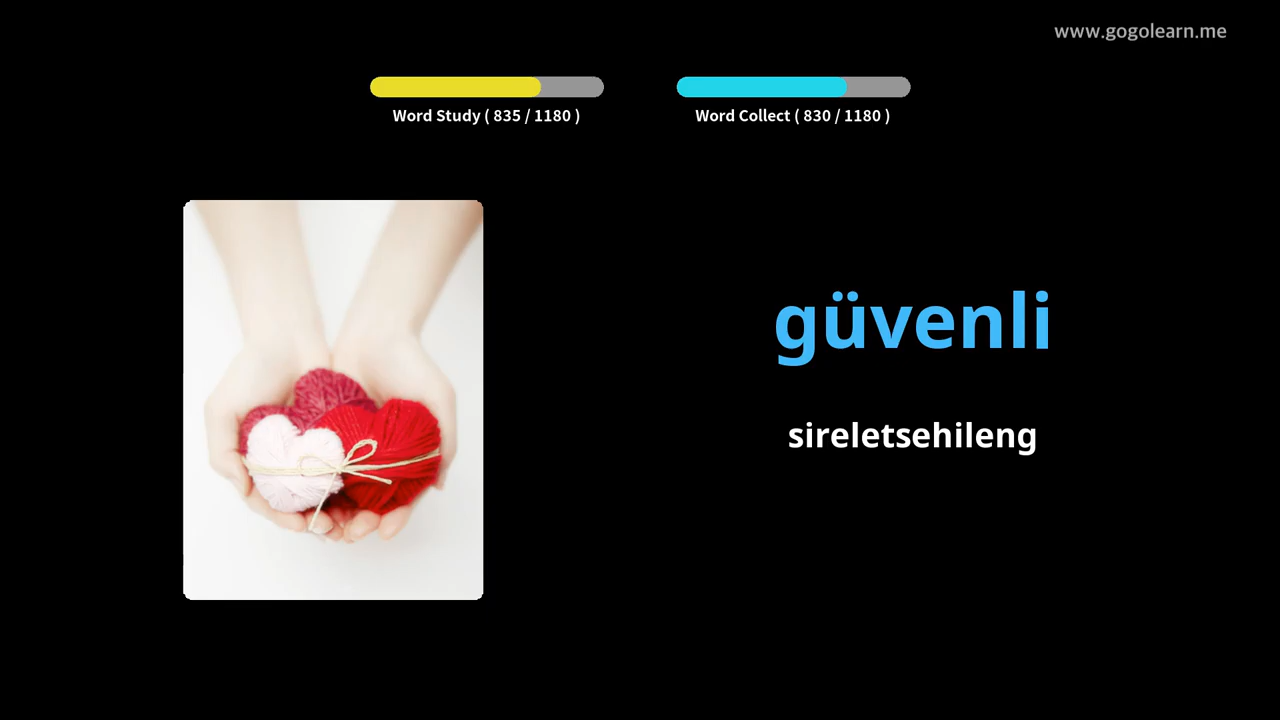 www.gogolearn.me
Word Study ( 835 / 1180 )
Word Collect ( 830 / 1180 )
güvenli
sireletsehileng